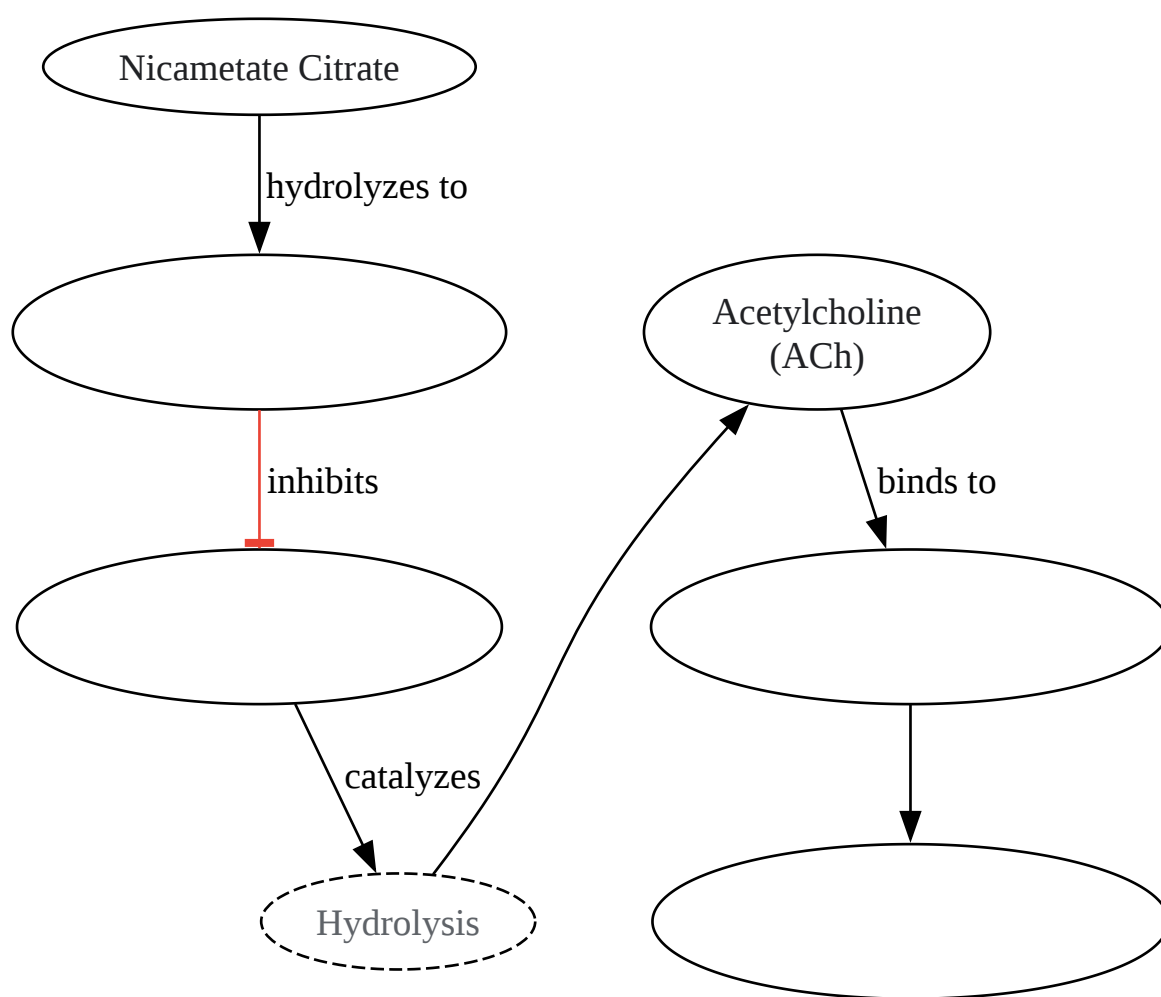 Nicametate Citrate
hydrolyzes to
Acetylcholine
(ACh)
inhibits
binds to
catalyzes
Hydrolysis